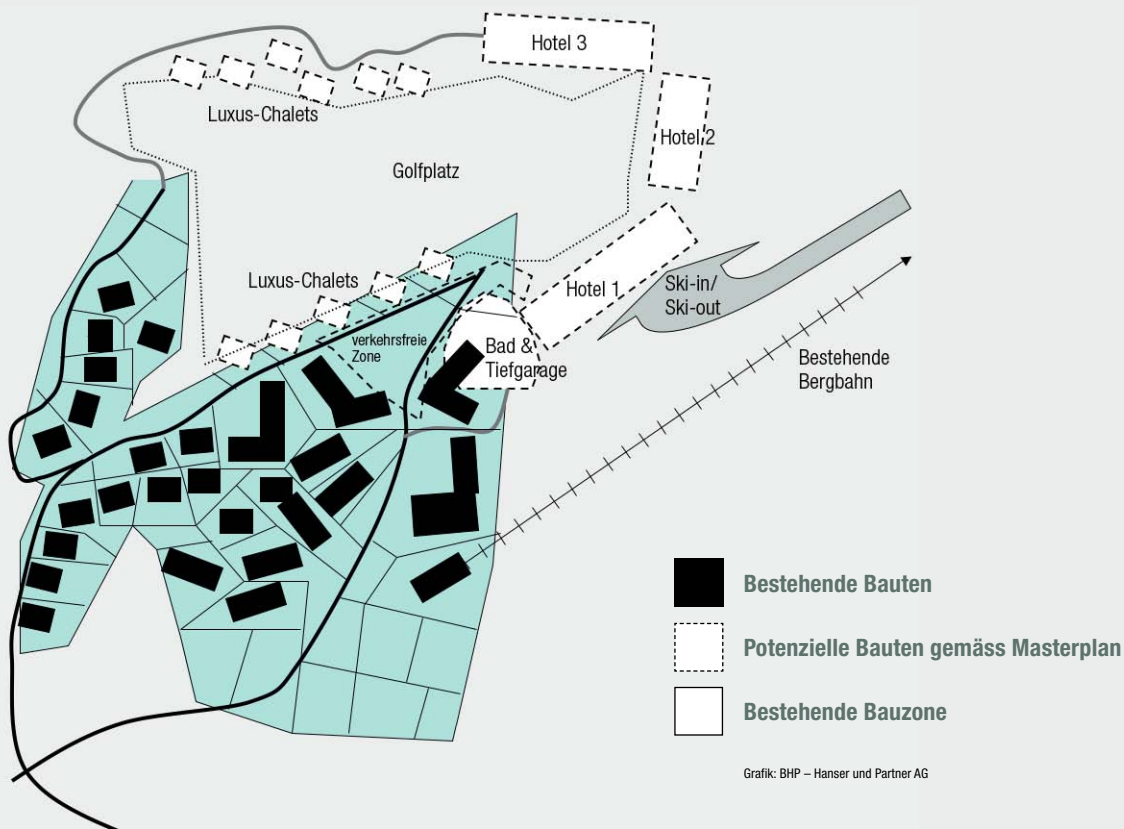 Hotel 3
Luxus-Chalets
Hotel 2
Golfplatz
Luxus-Chalets
Hotel 1
Ski-in/
Ski-out
verkehrsfreie
Zone
Bad &
Tiefgarage
Bestehende
Bergbahn
Bestehende Bauten
Potenzielle Bauten gemäss Masterplan
Bestehende Bauzone
Grafik: BHP – Hanser und Partner AG